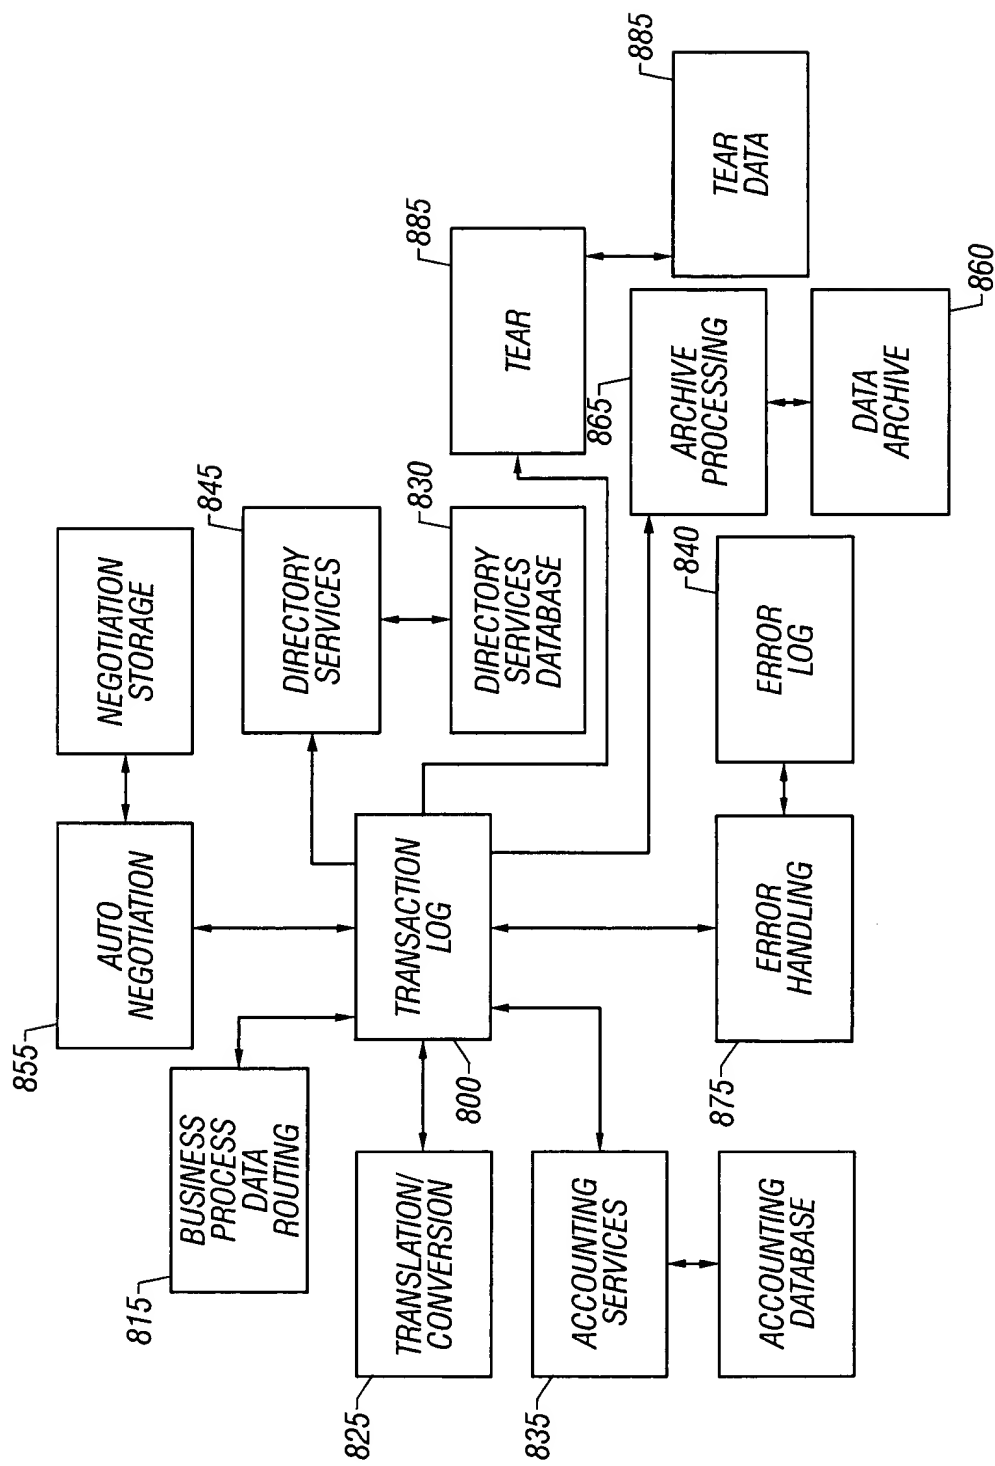 855
AUTO
NEGOTIATION
NEGOTIATION
STORAGE
815
BUSINESS
PROCESS
DATA
ROUTING
845
DIRECTORY
SERVICES
825
TRANSLATION/
CONVERSION
800
TRANSACTION
LOG
830
DIRECTORY
SERVICES
DATABASE
885
TEAR
835
ACCOUNTING
SERVICES
865
ARCHIVE
PROCESSING
885
TEAR
DATA
ACCOUNTING
DATABASE
875
ERROR
HANDLING
840
ERROR
LOG
860
DATA
ARCHIVE